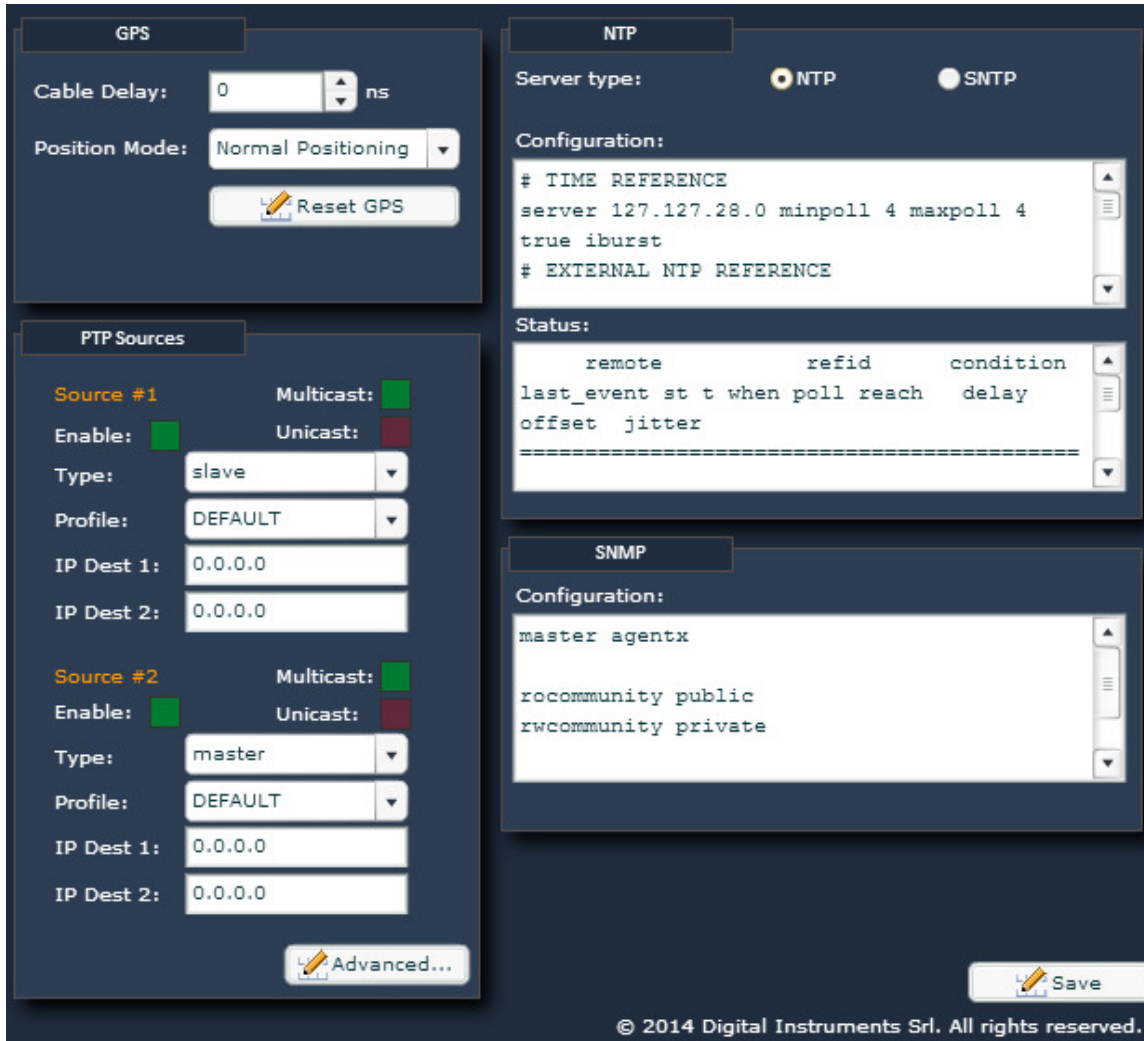 GPS
Cable Delay: 0 ns
Position Mode: Normal Positioning
Reset GPS
PTP Sources
Source #1 Multicast:
Enable: Unicast:
Type: slave
Profile: DEFAULT
IP Dest 1: 0.0.0.0
IP Dest 2: 0.0.0.0
Source #2 Multicast:
Enable: Unicast:
Type: master
Profile: DEFAULT
IP Dest 1: 0.0.0.0
IP Dest 2: 0.0.0.0
Advanced...
NTP
Server type: NTP SNTP
Configuration:
# TIME REFERENCE
server 127.127.28.0 minpoll 4 maxpoll 4
true iburst
# EXTERNAL NTP REFERENCE
Status:
remote refid condition
last_event st t when poll reach delay
offset jitter
===========================================
SNMP
Configuration:
master agentx
rocommunity public
rwcommunity private
Save
© 2014 Digital Instruments Srl. All rights reserved.